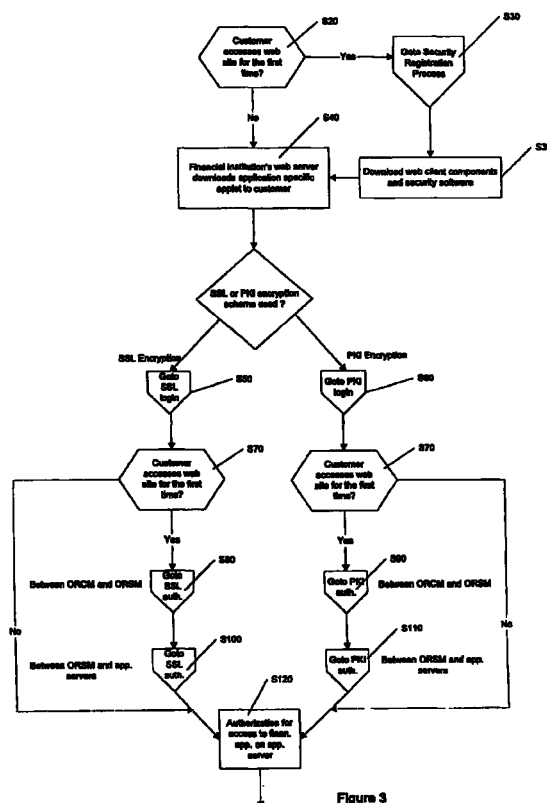 S20
Customer
accesses web
site for the first
time?
Yes
S30
Goto Security
Registration
Process
No
S40
Financial institution's web server
downloads application specific
applet to customer
S3
Download web client components
and security software
SSL or PKI encryption
scheme used ?
SSL Encryption
PKI Encryption
Goto
SSL
login
S50
Goto PKI
login
S60
Customer
accesses web
site for the first
time?
S70
Customer
accesses web
site for the first
time?
S70
Yes
Yes
Between ORCM and ORSM
Goto
SSL
auth.
S80
Goto PKI
auth.
S90
Between ORCM and ORSM
No
No
Between ORSM and app.
servers
Goto
SSL
auth.
S100
Goto PKI
auth.
S110
Between ORSM and app.
servers
S120
Authorization for
access to finan.
app. on app.
server
Figure 3